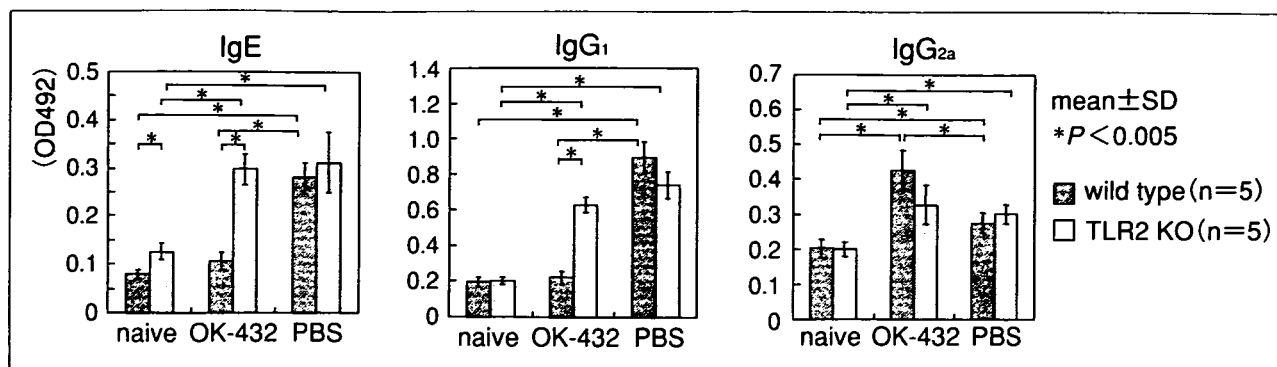 IgE
(OD492)
0.5
0.4
0.3
0.2
0.1
0
* * * * * *
naive OK-432 PBS
IgG1
1.4
1.2
1.0
0.8
0.6
0.4
0.2
0
* * * * *
naive OK-432 PBS
IgG2a
0.7
0.6
0.5
0.4
0.3
0.2
0.1
0
* * * * *
naive OK-432 PBS
mean±SD
*P<0.005
wild type(n=5)
TLR2 KO(n=5)